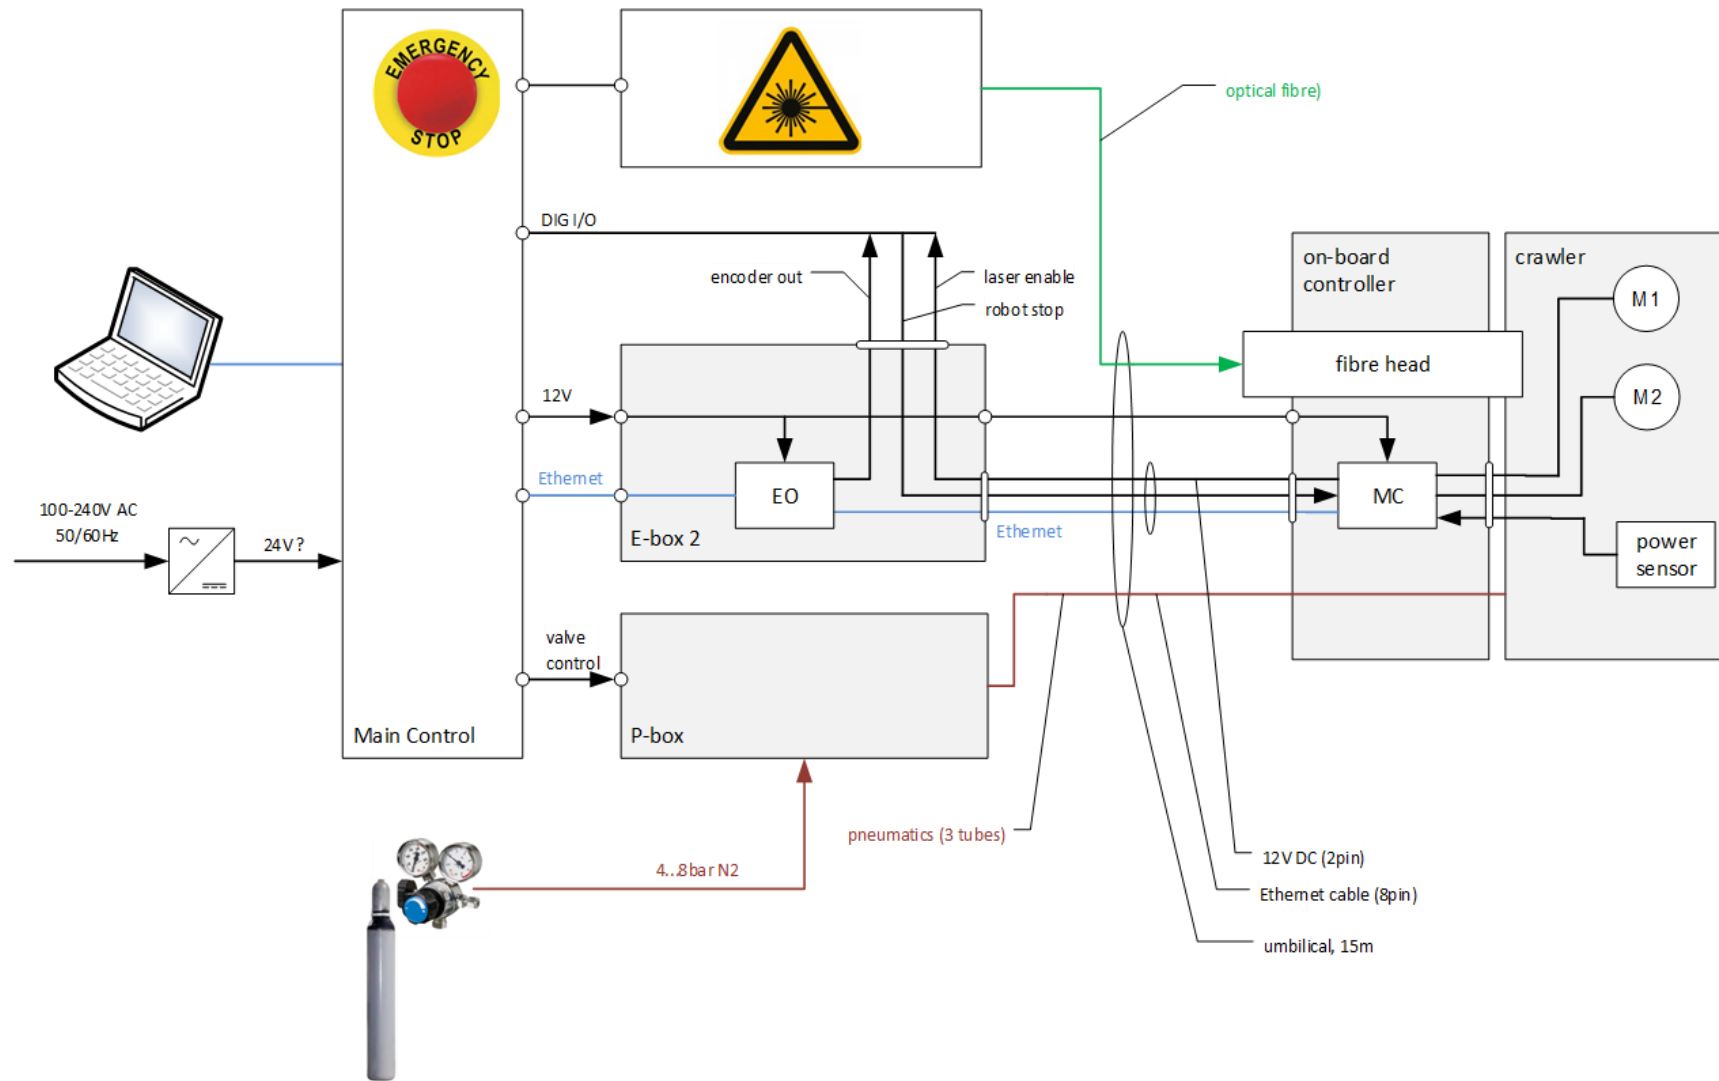 EMERGENCY
STOP
optical fibre)
DIG I/O
encoder out
laser enable
robot stop
on-board
controller
crawler
M1
fibre head
M2
12V
Ethernet
EO
MC
100-240V AC
50/60Hz
24V ?
E-box 2
Ethernet
power
sensor
valve
control
Main Control
P-box
pneumatics (3 tubes)
12V DC (2pin)
4...8bar N2
Ethernet cable (8pin)
umbilical, 15m